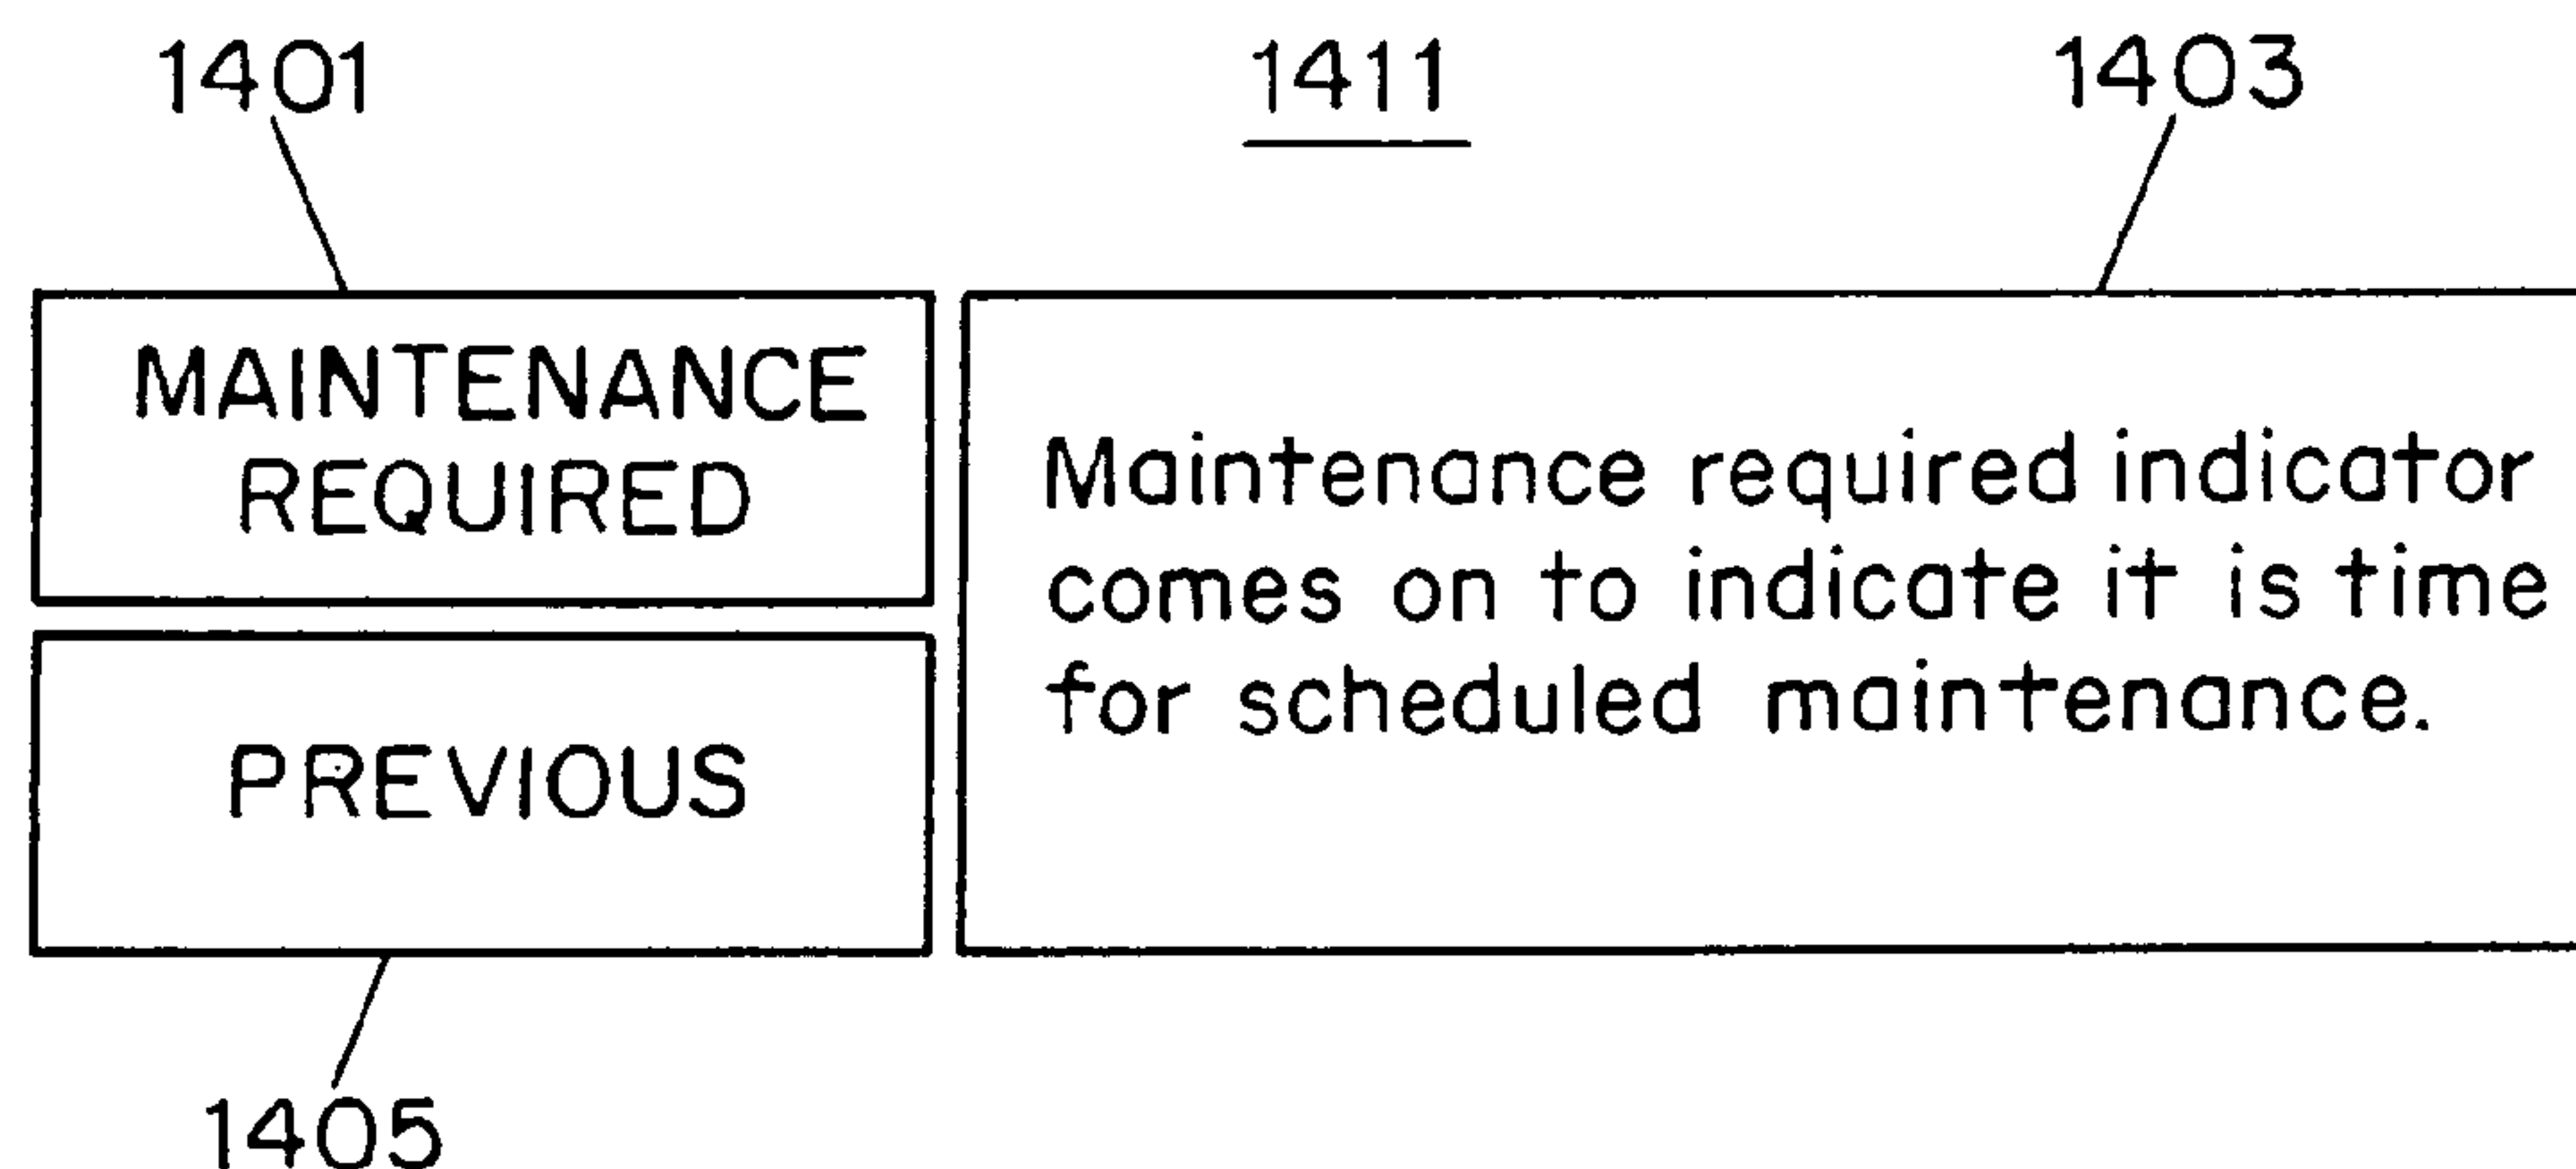 1401
1411
1403
MAINTENANCE
REQUIRED
Maintenance required indicator
comes on to indicate it is time
for scheduled maintenance.
PREVIOUS
1405